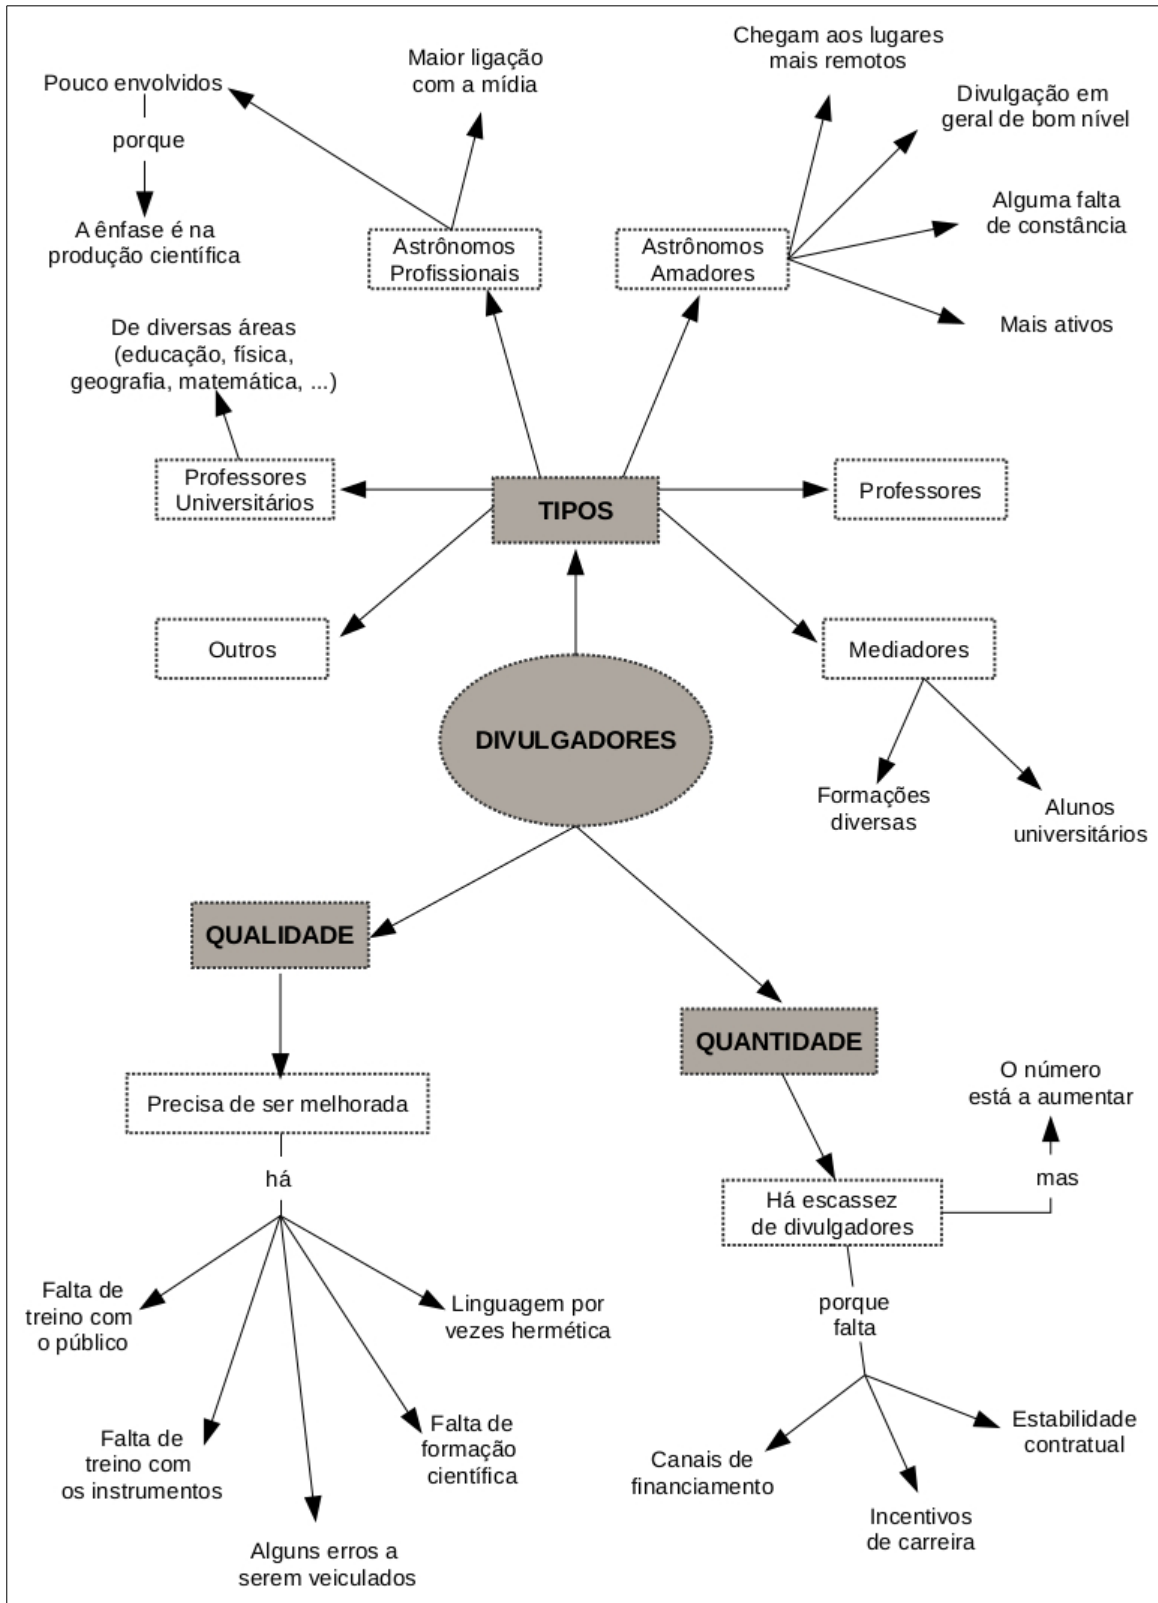 Chegam aos lugares
mais remotos
Maior ligação
com a mídia
Pouco envolvidos
Divulgação em
geral de bom nível
porque
A ênfase é na
produção científica
Astrônomos
Profissionais
Astrônomos
Amadores
Alguma falta
de constância
Mais ativos
De diversas áreas
(educação, física,
geografia, matemática, ...)
Professores
Universitários
TIPOS
Professores
Outros
Mediadores
DIVULGADORES
Formações
diversas
Alunos
universitários
QUALIDADE
QUANTIDADE
Precisa de ser melhorada
O número
está a aumentar
há
mas
Há escassez
de divulgadores
Falta de
treino com
o público
Linguagem por
vezes hermética
porque
falta
Falta de
treino com
os instrumentos
Falta de
formação
científica
Estabilidade
contratual
Canais de
financiamento
Incentivos
de carreira
Alguns erros a
serem veiculados